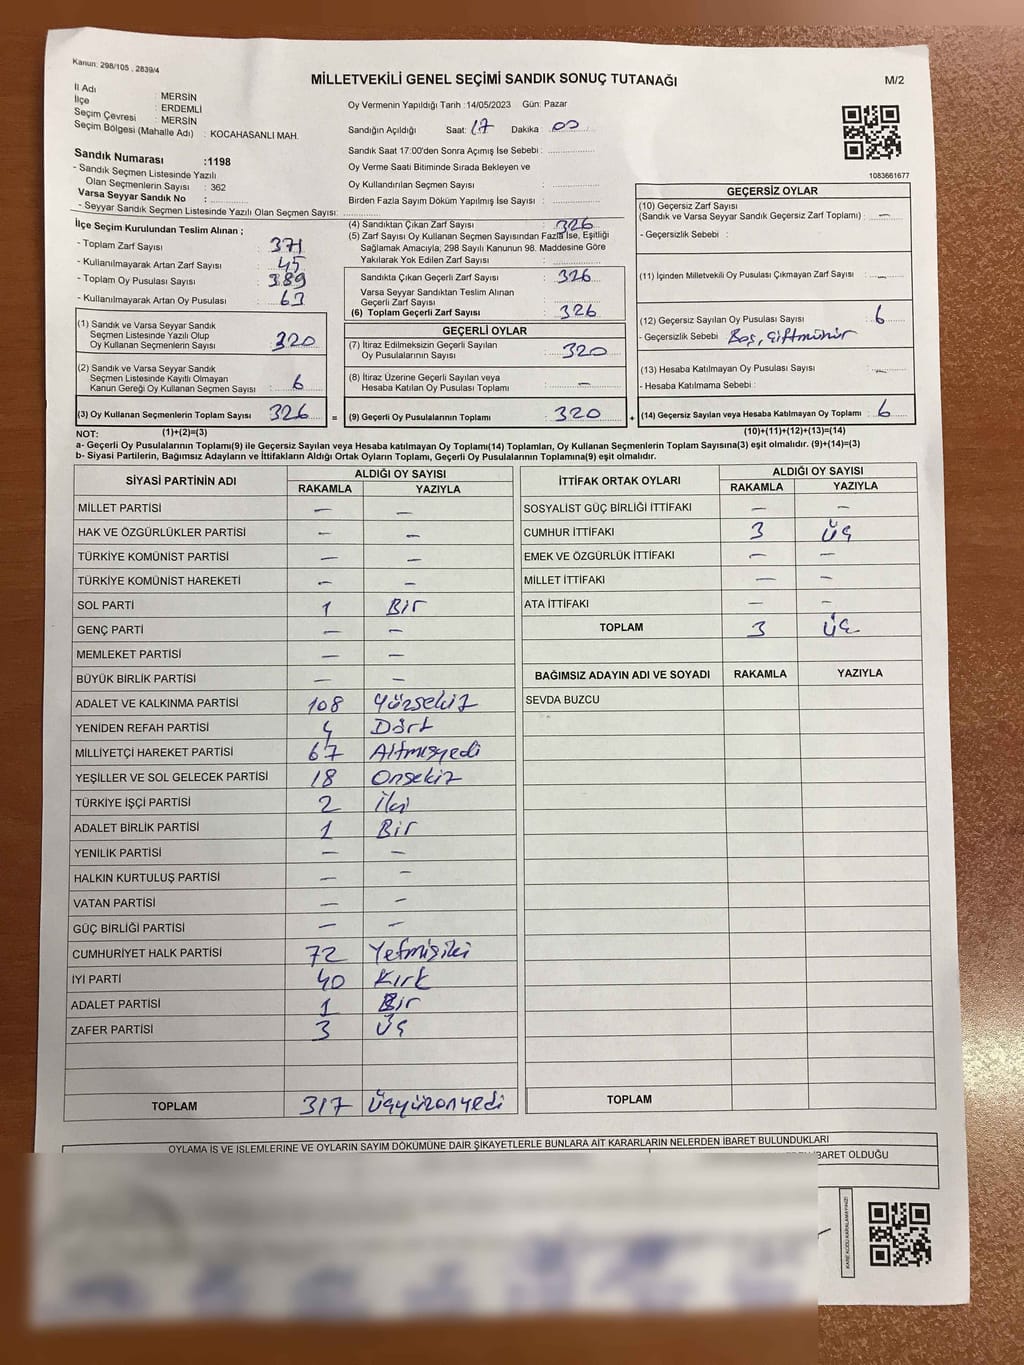 Kanun: 298/105 , 2839/4
MİLLETVEKİLİ GENEL SEÇİMİ SANDIK SONUÇ TUTANAĞI
M/2
İl Adı : MERSİN
İlçe : ERDEMLİ
Seçim Çevresi : MERSİN
Seçim Bölgesi (Mahalle Adı) : KOCAHASANLI MAH.
Sandık Numarası :1198
- Sandık Seçmen Listesinde Yazılı
Olan Seçmenlerin Sayısı : 362
Varsa Seyyar Sandık No :
- Seyyar Sandık Seçmen Listesinde Yazılı Olan Seçmen Sayısı:
Oy Vermenin Yapıldığı Tarih :14/05/2023 Gün: Pazar
Sandığın Açıldığı Saat: 17 Dakika : 00
Sandık Saat 17:00'den Sonra Açımış İse Sebebi :
Oy Verme Saati Bitiminde Sırada Bekleyen ve
Oy Kullandırılan Seçmen Sayısı :
Birden Fazla Sayım Döküm Yapılmış İse Sayısı :
1083661677
İlçe Seçim Kurulundan Teslim Alınan ;
- Toplam Zarf Sayısı : 371
- Kullanılmayarak Artan Zarf Sayısı : 45
- Toplam Oy Pusulası Sayısı : 389
- Kullanılmayarak Artan Oy Pusulası : 63
(4) Sandıktan Çıkan Zarf Sayısı : 326
(5) Zarf Sayısı Oy Kullanan Seçmen Sayısından Fazla İse, Eşitliği
Sağlamak Amacıyla; 298 Sayılı Kanunun 98. Maddesine Göre
Yakılarak Yok Edilen Zarf Sayısı :
Sandıkta Çıkan Geçerli Zarf Sayısı : 326
Varsa Seyyar Sandıktan Teslim Alınan
Geçerli Zarf Sayısı :
(6) Toplam Geçerli Zarf Sayısı : 326
GEÇERSİZ OYLAR
(10) Geçersiz Zarf Sayısı
(Sandık ve Varsa Seyyar Sandık Geçersiz Zarf Toplamı) : —
- Geçersizlik Sebebi :
(11) İçinden Milletvekili Oy Pusulası Çıkmayan Zarf Sayısı : —
(12) Geçersiz Sayılan Oy Pusulası Sayısı : 6
- Geçersizlik Sebebi Boş, çiftmühür
(13) Hesaba Katılmayan Oy Pusulası Sayısı : —
- Hesaba Katılmama Sebebi :
(14) Geçersiz Sayılan veya Hesaba Katılmayan Oy Toplamı : 6
(10)+(11)+(12)+(13)=(14)
(1) Sandık ve Varsa Seyyar Sandık
Seçmen Listesinde Yazılı Olup
Oy Kullanan Seçmenlerin Sayısı : 320
(2) Sandık ve Varsa Seyyar Sandık
Seçmen Listesinde Kayıtlı Olmayan
Kanun Gereği Oy Kullanan Seçmen Sayısı : 6
(3) Oy Kullanan Seçmenlerin Toplam Sayısı : 326 =
GEÇERLİ OYLAR
(7) İtiraz Edilmeksizin Geçerli Sayılan
Oy Pusulalarının Sayısı : 320
(8) İtiraz Üzerine Geçerli Sayılan veya
Hesaba Katılan Oy Pusulası Toplamı : —
(9) Geçerli Oy Pusulalarının Toplamı : 320 +
NOT: (1)+(2)=(3)
a- Geçerli Oy Pusulalarının Toplamı(9) ile Geçersiz Sayılan veya Hesaba katılmayan Oy Toplamı(14) Toplamları, Oy Kullanan Seçmenlerin Toplam Sayısına(3) eşit olmalıdır. (9)+(14)=(3)
b- Siyasi Partilerin, Bağımsız Adayların ve İttifakların Aldığı Ortak Oyların Toplamı, Geçerli Oy Pusulalarının Toplamına(9) eşit olmalıdır.
SİYASİ PARTİNİN ADI ALDIĞI OY SAYISI
RAKAMLA YAZIYLA
MİLLET PARTİSİ — —
HAK VE ÖZGÜRLÜKLER PARTİSİ — —
TÜRKİYE KOMÜNİST PARTİSİ — —
TÜRKİYE KOMÜNİST HAREKETİ — —
SOL PARTİ 1 Bir
GENÇ PARTİ — —
MEMLEKET PARTİSİ — —
BÜYÜK BİRLİK PARTİSİ — —
ADALET VE KALKINMA PARTİSİ 108 Yüzsekiz
YENİDEN REFAH PARTİSİ 4 Dört
MİLLİYETÇİ HAREKET PARTİSİ 67 Altmışyedi
YEŞİLLER VE SOL GELECEK PARTİSİ 18 Onsekiz
TÜRKİYE İŞÇİ PARTİSİ 2 İki
ADALET BİRLİK PARTİSİ 1 Bir
YENİLİK PARTİSİ — —
HALKIN KURTULUŞ PARTİSİ — —
VATAN PARTİSİ — —
GÜÇ BİRLİĞİ PARTİSİ — —
CUMHURİYET HALK PARTİSİ 72 Yetmişiki
İYİ PARTİ 40 Kırk
ADALET PARTİSİ 1 Bir
ZAFER PARTİSİ 3 Üç
TOPLAM 317 Üçyüzonyedi
İTTİFAK ORTAK OYLARI ALDIĞI OY SAYISI
RAKAMLA YAZIYLA
SOSYALİST GÜÇ BİRLİĞİ İTTİFAKI — —
CUMHUR İTTİFAKI 3 Üç
EMEK VE ÖZGÜRLÜK İTTİFAKI — —
MİLLET İTTİFAKI — —
ATA İTTİFAKI — —
TOPLAM 3 Üç
BAĞIMSIZ ADAYIN ADI VE SOYADI RAKAMLA YAZIYLA
SEVDA BUZCU
TOPLAM
OYLAMA İŞ VE İŞLEMLERİNE VE OYLARIN SAYIM DÖKÜMÜNE DAİR ŞİKAYETLERLE BUNLARA AİT KARARLARIN NELERDEN İBARET BULUNDUKLARI
İBARET OLDUĞU